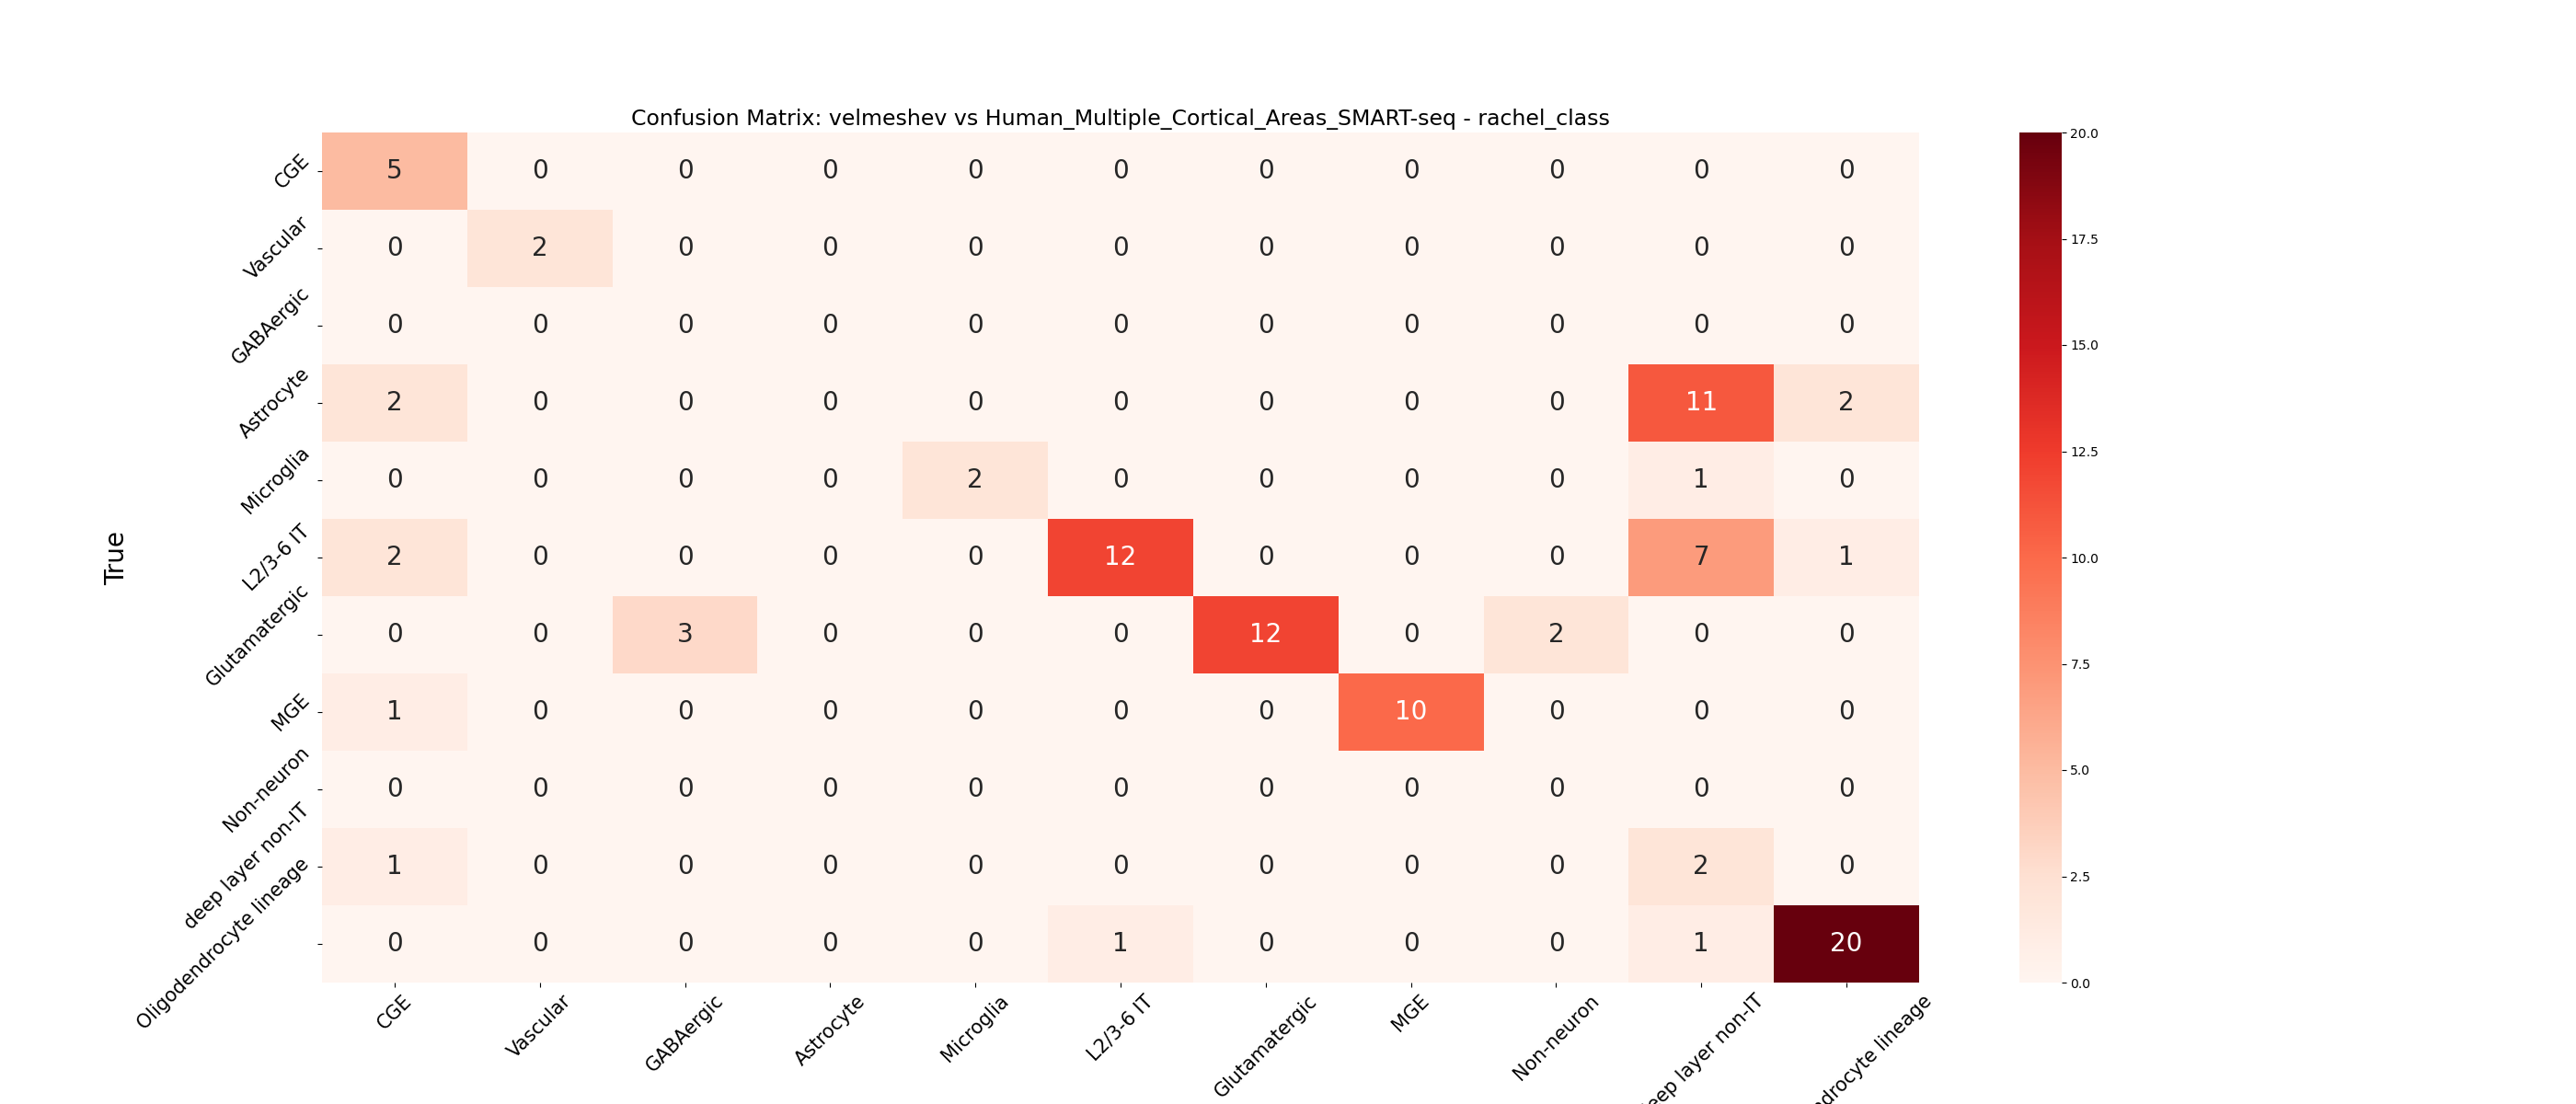 Confusion Matrix: velmeshev vs Human_Multiple_Cortical_Areas_SMART-seq - rachel_class
True
CGE 5 0 0 0 0 0 0 0 0 0 0
Vascular 0 2 0 0 0 0 0 0 0 0 0
GABAergic 0 0 0 0 0 0 0 0 0 0 0
Astrocyte 2 0 0 0 0 0 0 0 0 11 2
Microglia 0 0 0 0 2 0 0 0 0 1 0
L2/3-6 IT 2 0 0 0 0 12 0 0 0 7 1
Glutamatergic 0 0 3 0 0 0 12 0 2 0 0
MGE 1 0 0 0 0 0 0 10 0 0 0
Non-neuron 0 0 0 0 0 0 0 0 0 0 0
deep layer non-IT 1 0 0 0 0 0 0 0 0 2 0
Oligodendrocyte lineage 0 0 0 0 0 1 0 0 0 1 20
CGE Vascular GABAergic Astrocyte Microglia L2/3-6 IT Glutamatergic MGE Non-neuron layer non-IT lineage
20.0
17.5
15.0
12.5
10.0
7.5
5.0
2.5
0.0